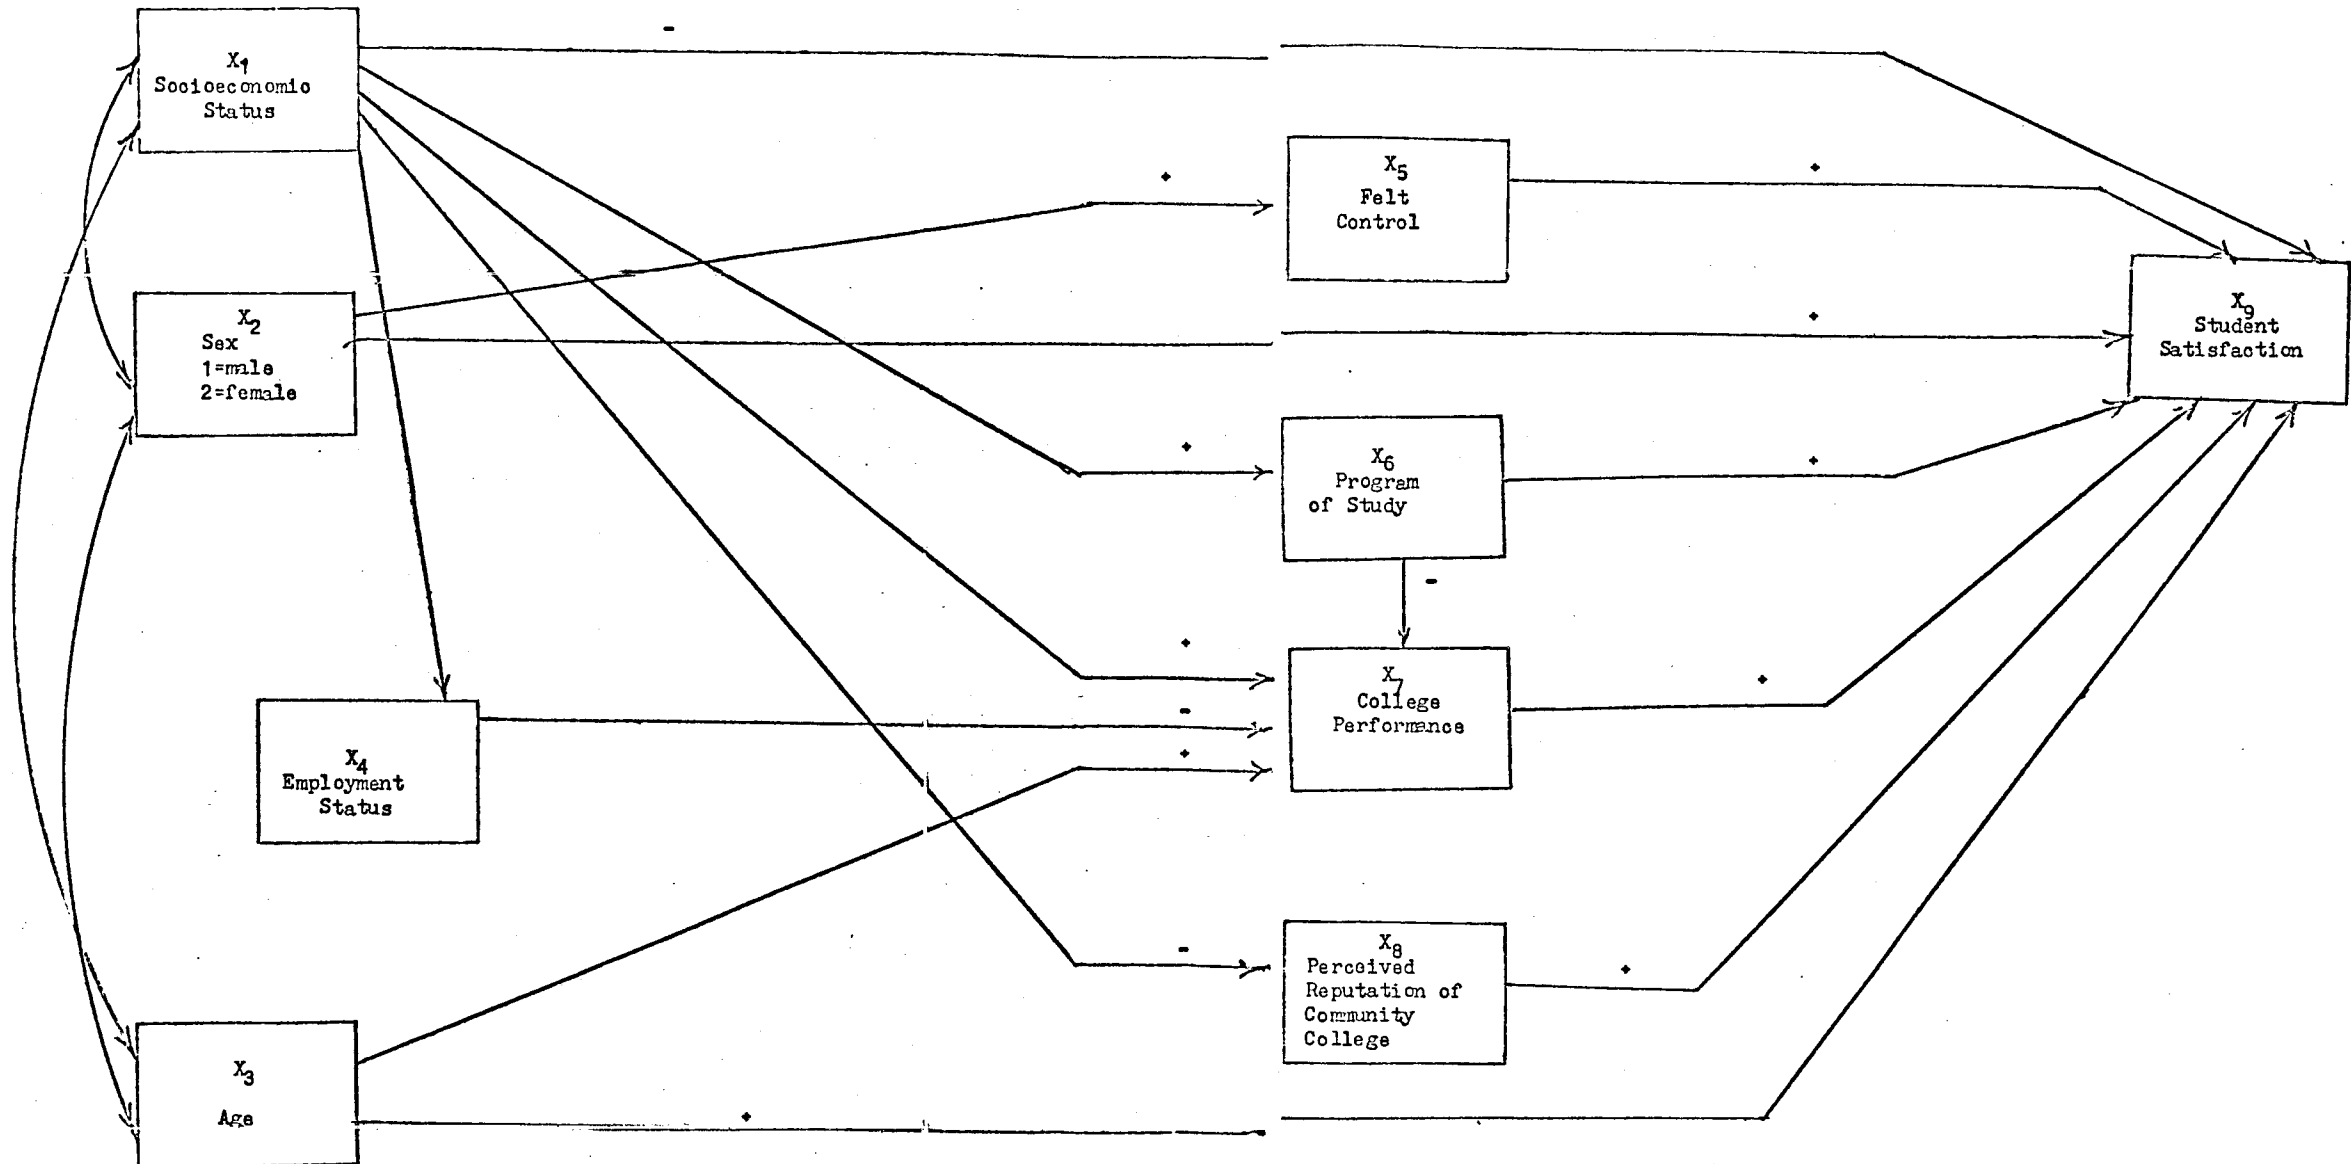 -
X1
Socioeconomic
Status
+
X5
Felt
Control
+
X2
Sex
1=male
2=female
+
X9
Student
Satisfaction
+
X6
Program
of Study
+
-
+
X7
College
Performance
+
-
+
X4
Employment
Status
-
X8
Perceived
Reputation of
Community
College
+
X3
Age
+